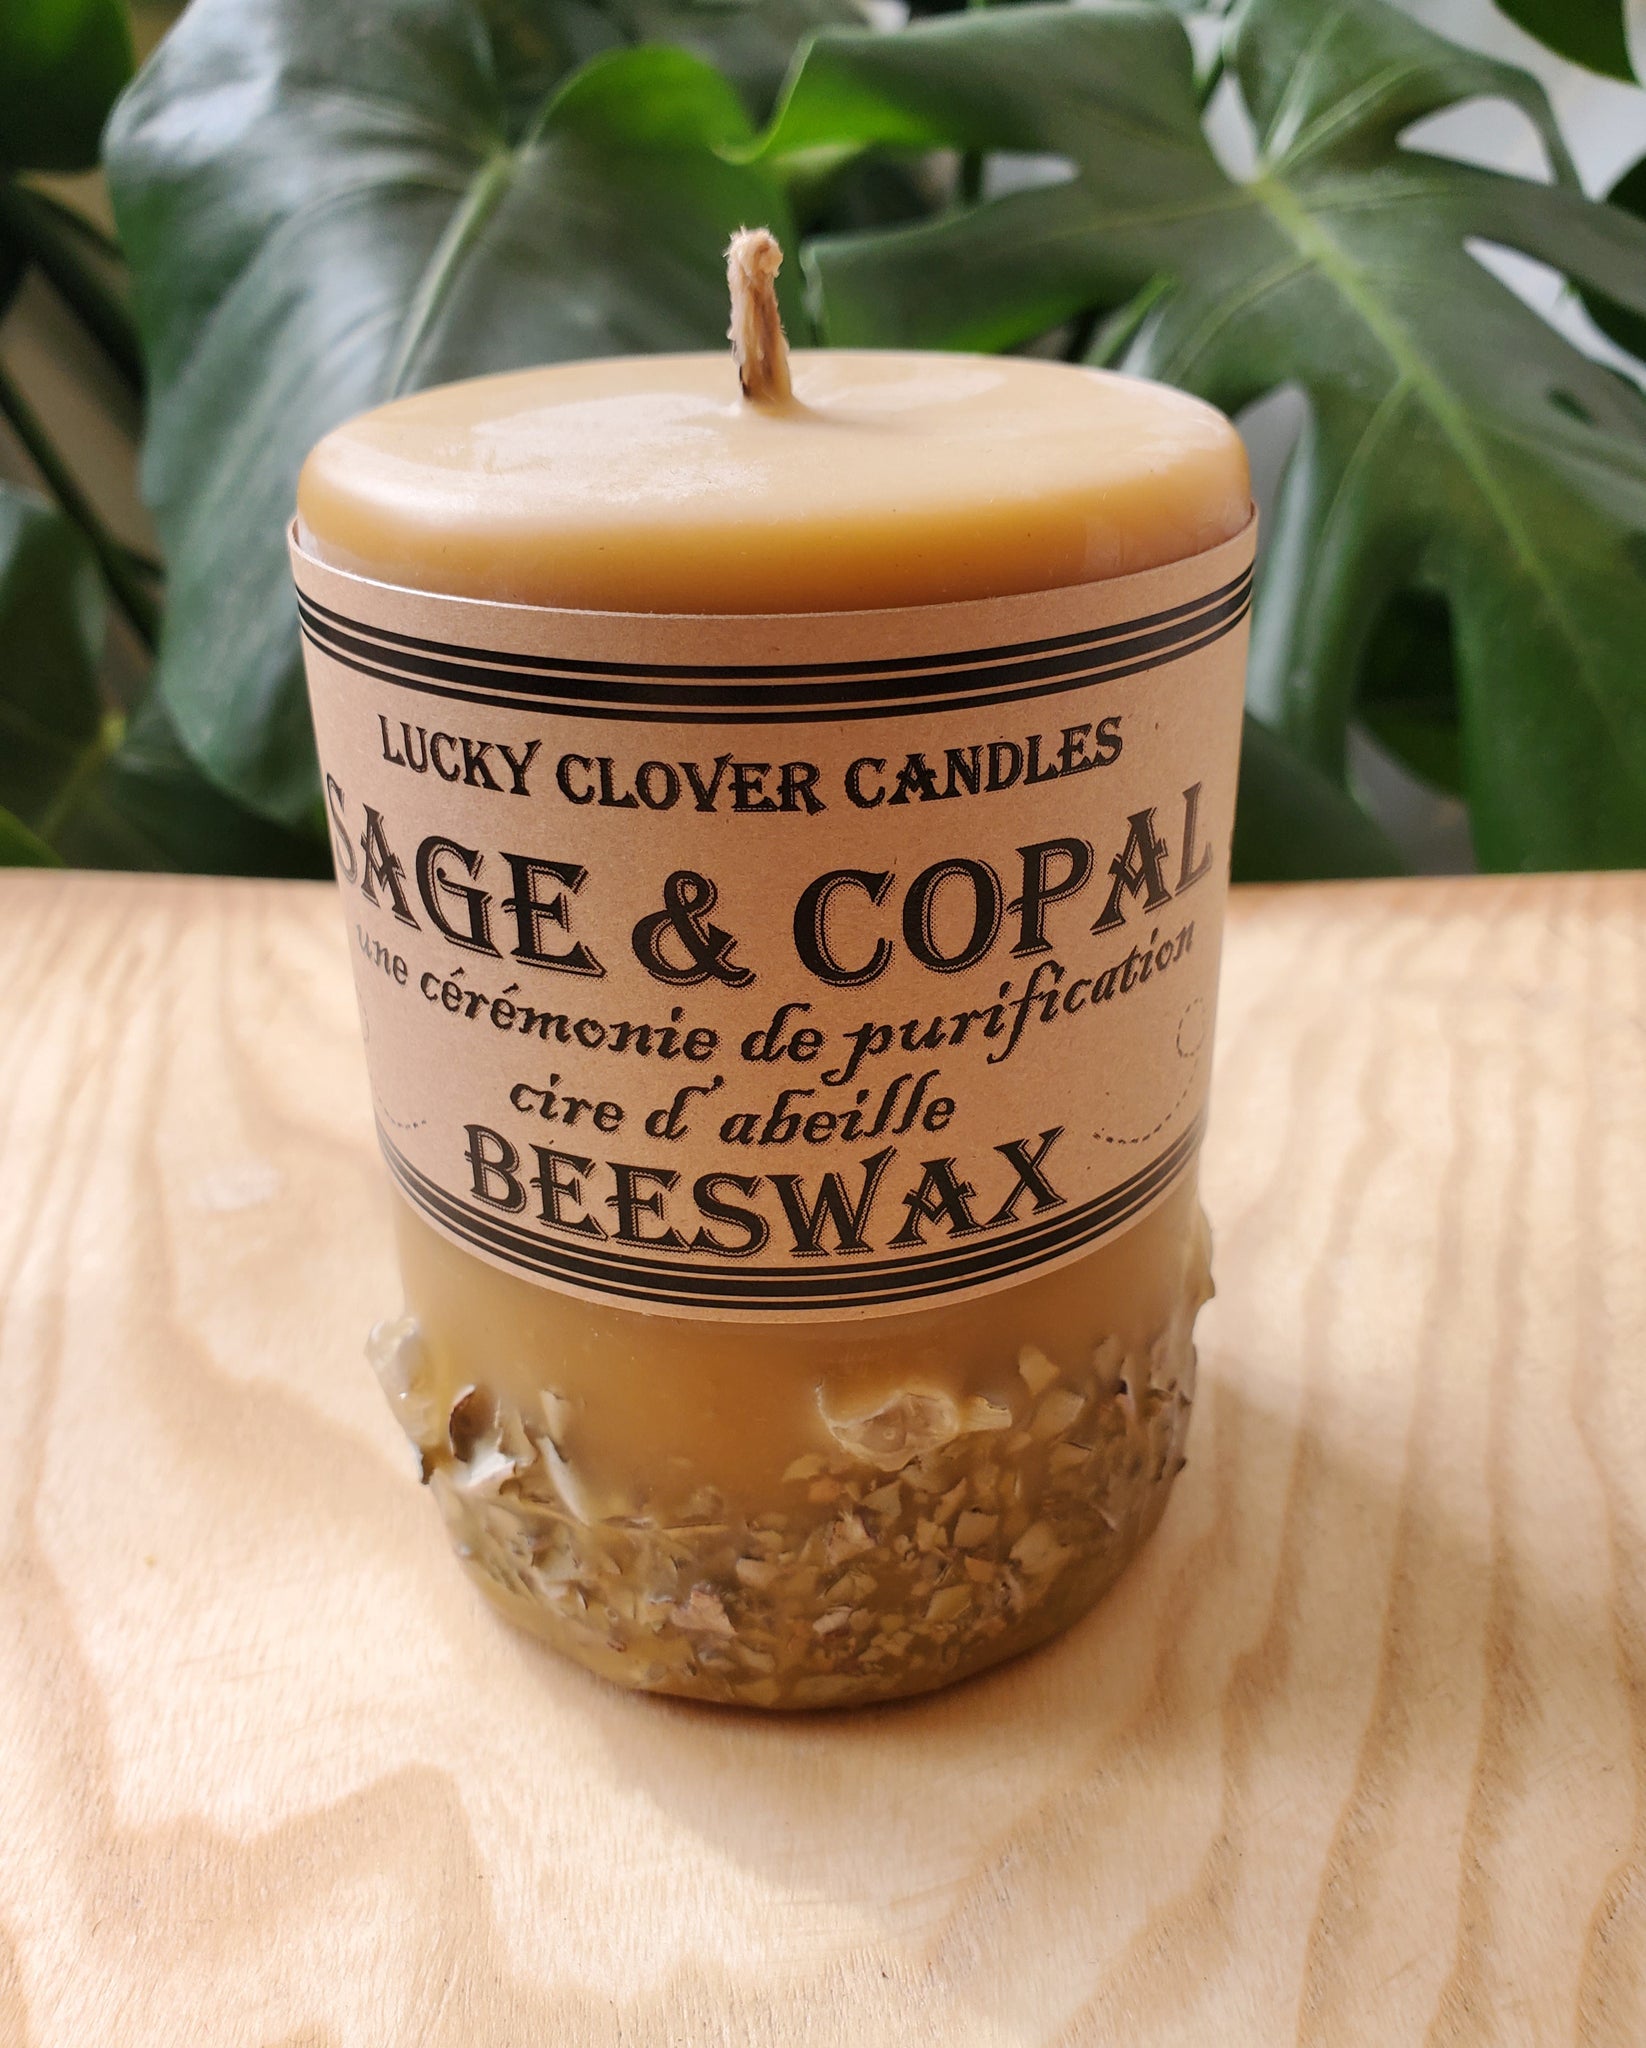 LUCKY CLOVER CANDLES
SAGE & COPAL
une cérémonie de purification
cire d'abeille
BEESWAX